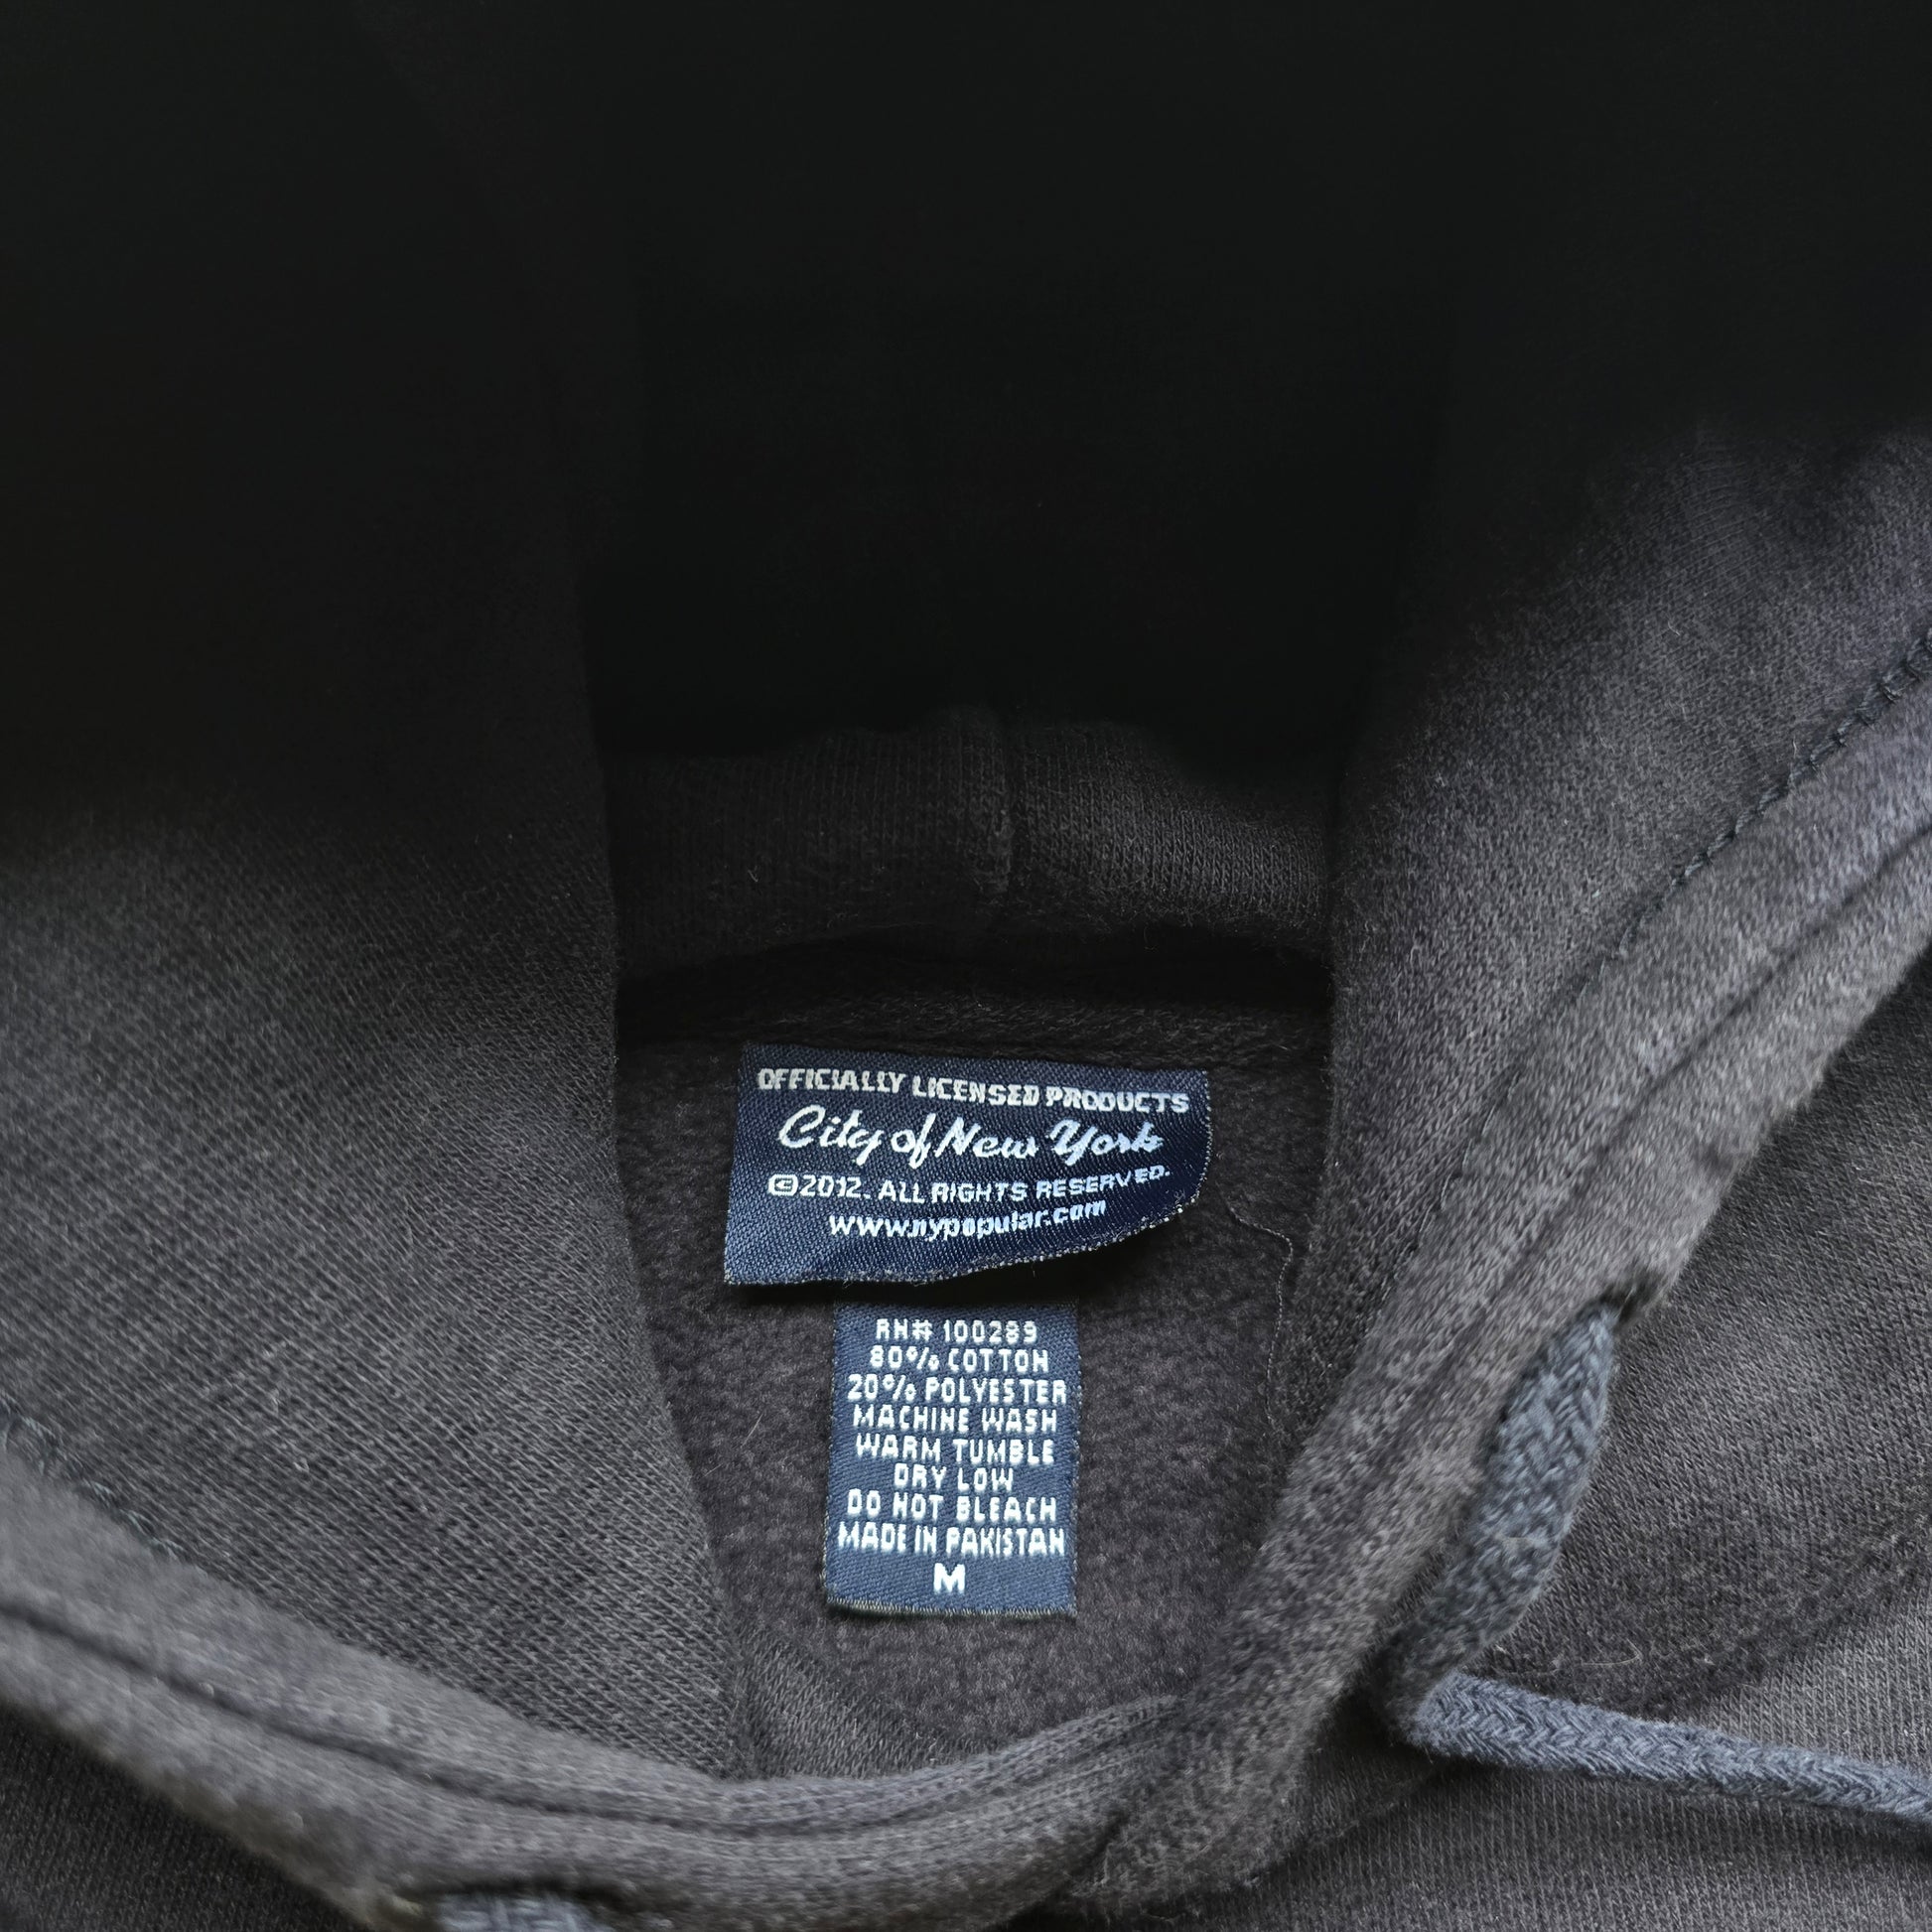 OFFICIALLY LICENSED PRODUCTS
City of New York
©2012. ALL RIGHTS RESERVED.
www.nypopular.com
RN# 100289
80% COTTON
20% POLYESTER
MACHINE WASH
WARM TUMBLE
DRY LOW
DO NOT BLEACH
MADE IN PAKISTAN
M